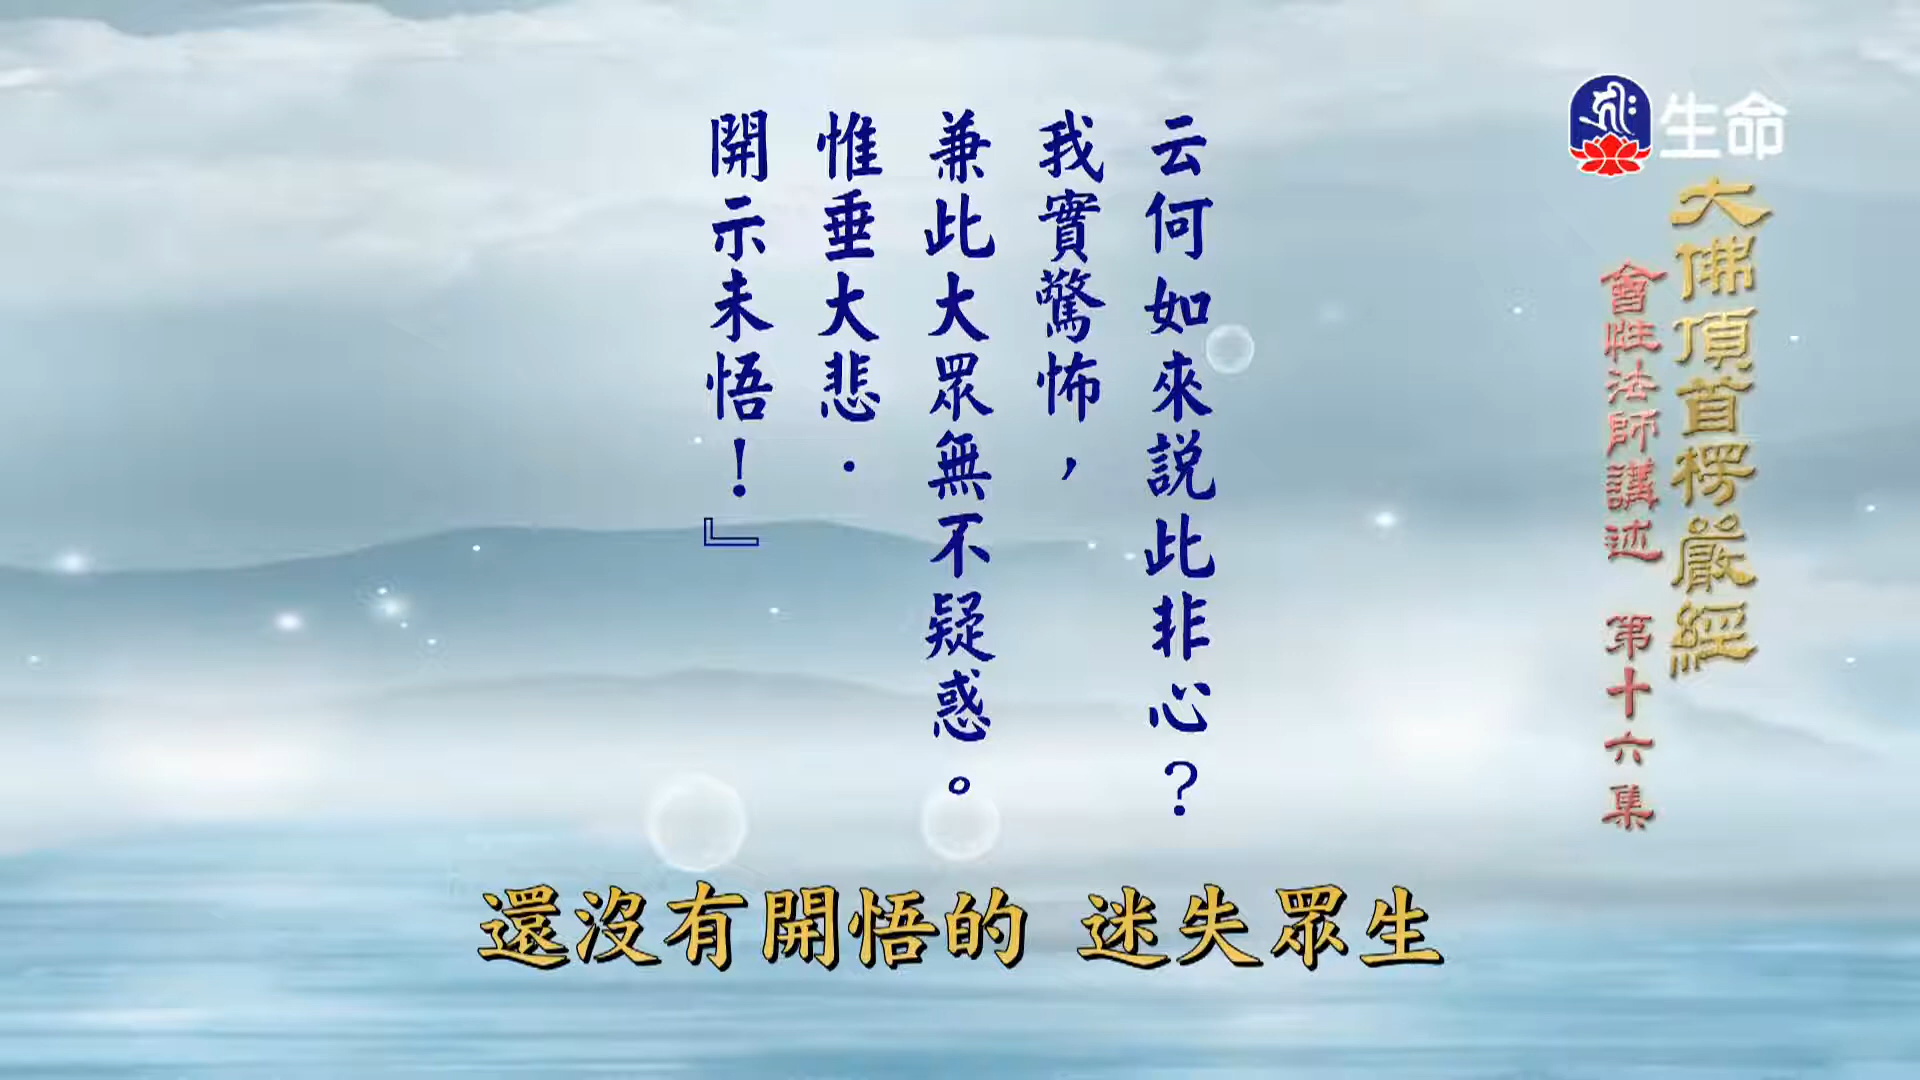 生命
大佛頂首楞嚴經
會性法師講述 第十六集
云何如來説此非心？
我實驚怖，
兼此大眾無不疑惑。
惟垂大悲．
開示未悟！』
還沒有開悟的 迷失眾生